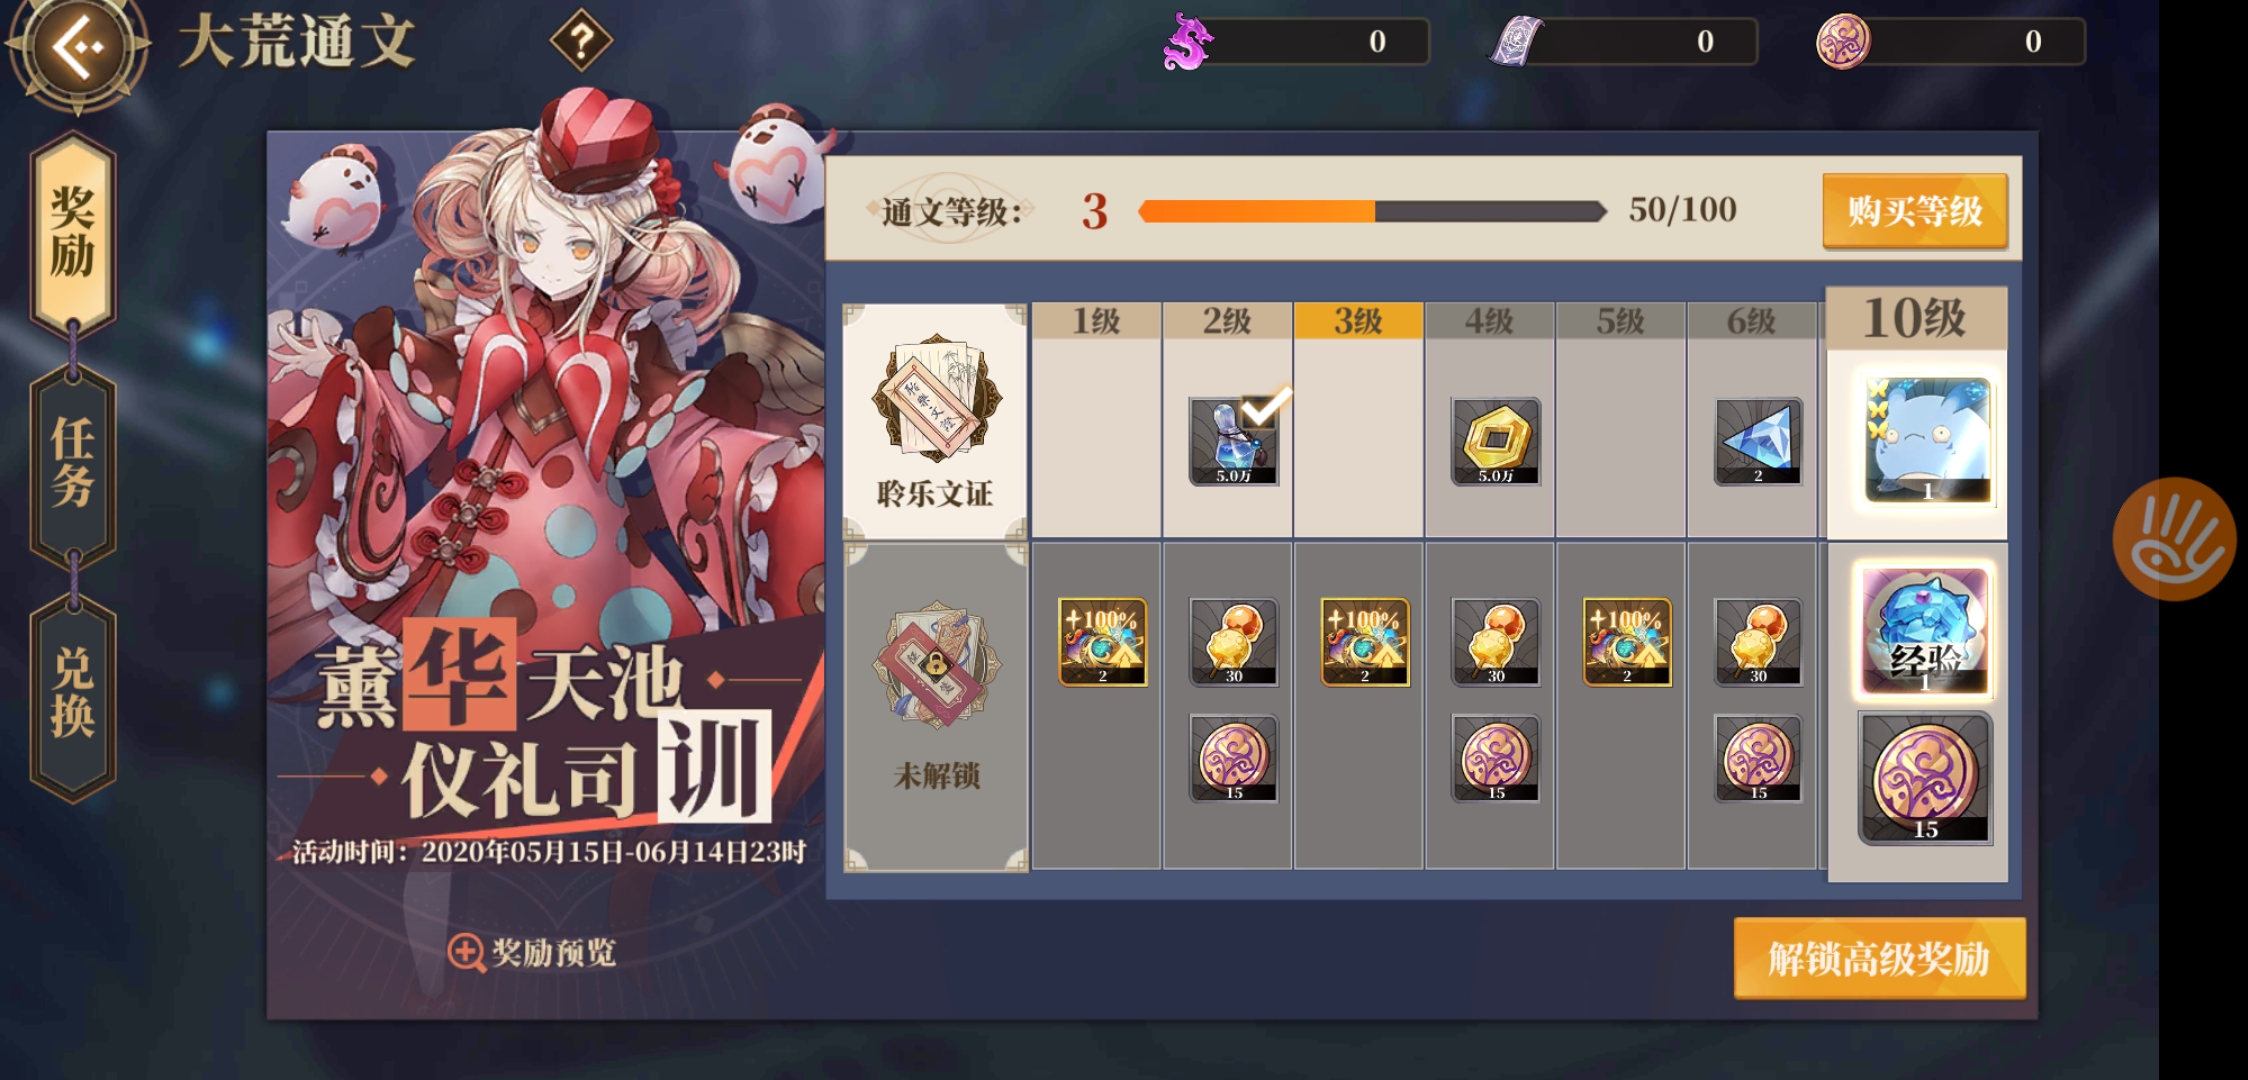 大荒通文
?
0
0
0
奖励
任务
兑换
通文等级：
3
50/100
购买等级
1级
2级
3级
4级
5级
6级
10级
聆乐文证
5.0万
5.0万
2
1
未解锁
+100%
2
30
+100%
2
30
+100%
2
30
经验
1
15
15
15
15
薰华天池
仪礼司训
活动时间：2020年05月15日-06月14日23时
奖励预览
解锁高级奖励